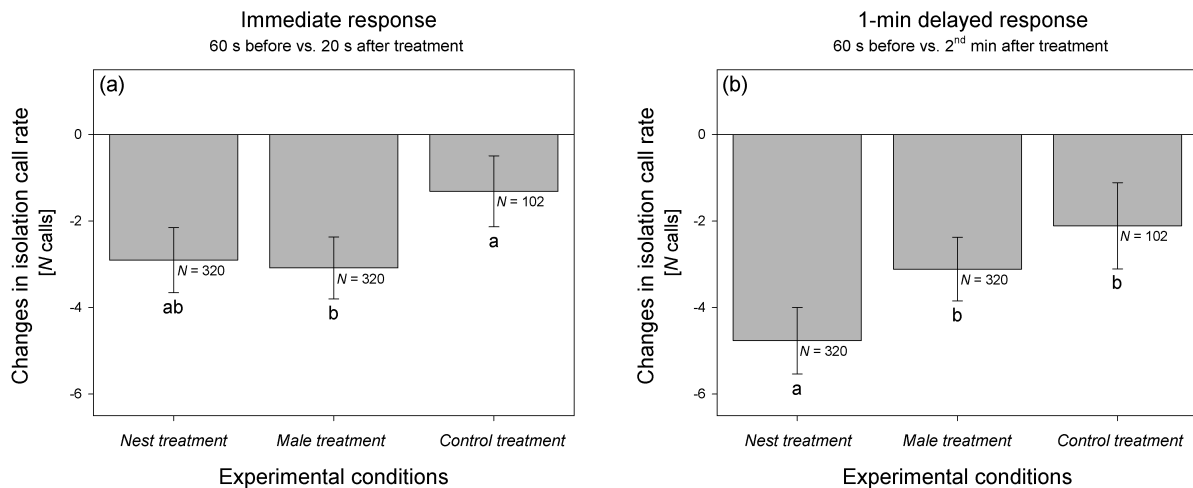 Immediate response
60 s before vs. 20 s after treatment
(a)
0
-2
-4
-6
Changes in isolation call rate
[N calls]
N = 320
N = 320
N = 102
ab
b
a
Nest treatment
Male treatment
Control treatment
Experimental conditions
1-min delayed response
60 s before vs. 2nd min after treatment
(b)
0
-2
-4
-6
Changes in isolation call rate
[N calls]
N = 320
N = 320
N = 102
a
b
b
Nest treatment
Male treatment
Control treatment
Experimental conditions